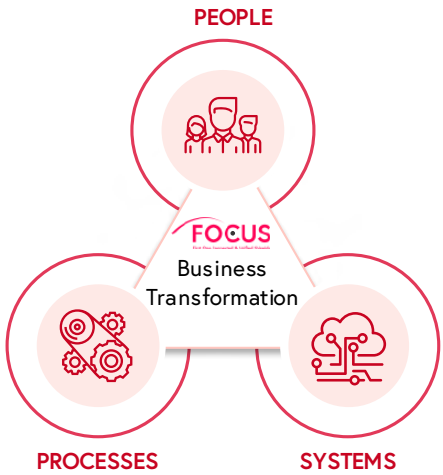 PEOPLE
FOCUS
Business
Transformation
PROCESSES
SYSTEMS